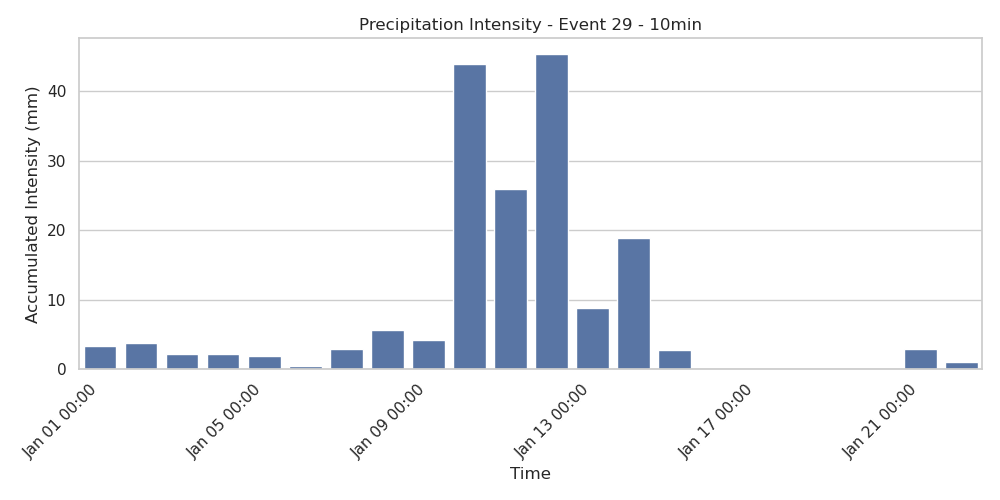 Precipitation Intensity - Event 29 - 10min
Accumulated Intensity (mm)
40
30
20
10
0
Jan 01 00:00
Jan 05 00:00
Jan 09 00:00
Jan 13 00:00
Jan 17 00:00
Jan 21 00:00
Time